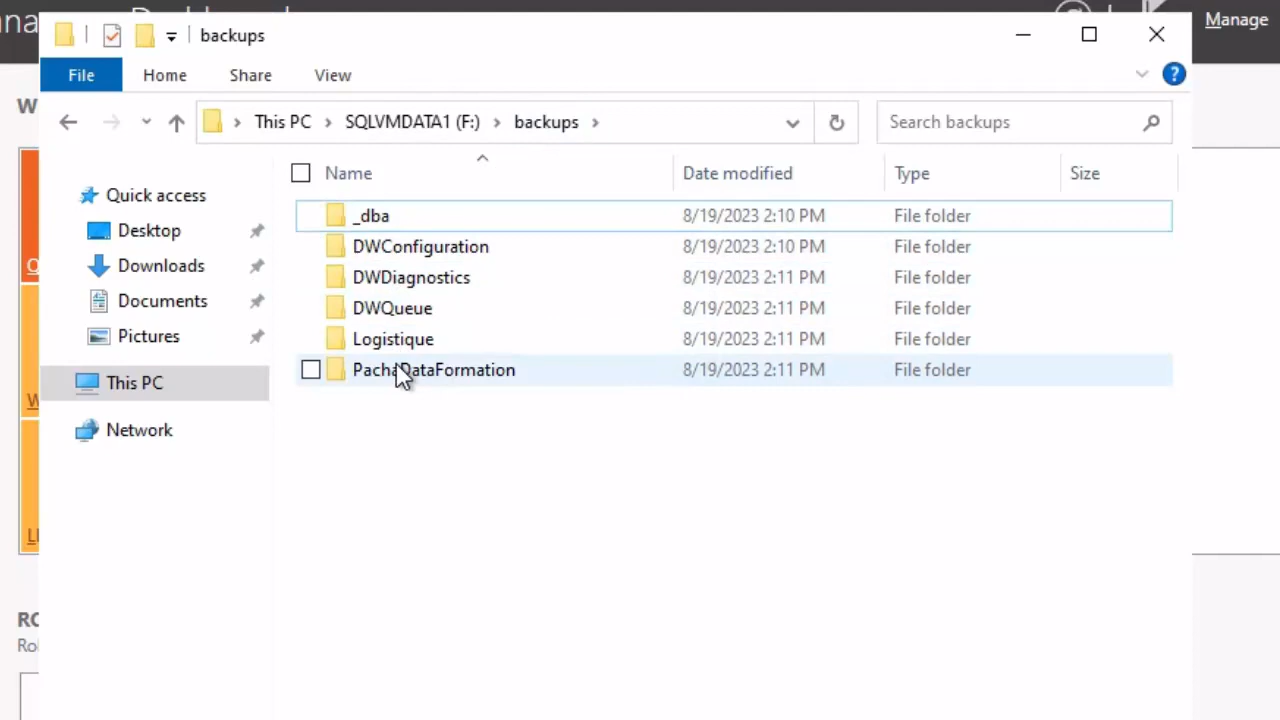 backups
Manage
File Home Share View
This PC SQLVMDATA1 (F:) backups
Search backups
Name Date modified Type Size
Quick access
Desktop
Downloads
Documents
Pictures
This PC
Network
_dba 8/19/2023 2:10 PM File folder
DWConfiguration 8/19/2023 2:10 PM File folder
DWDiagnostics 8/19/2023 2:11 PM File folder
DWQueue 8/19/2023 2:11 PM File folder
Logistique 8/19/2023 2:11 PM File folder
PachaDataFormation 8/19/2023 2:11 PM File folder